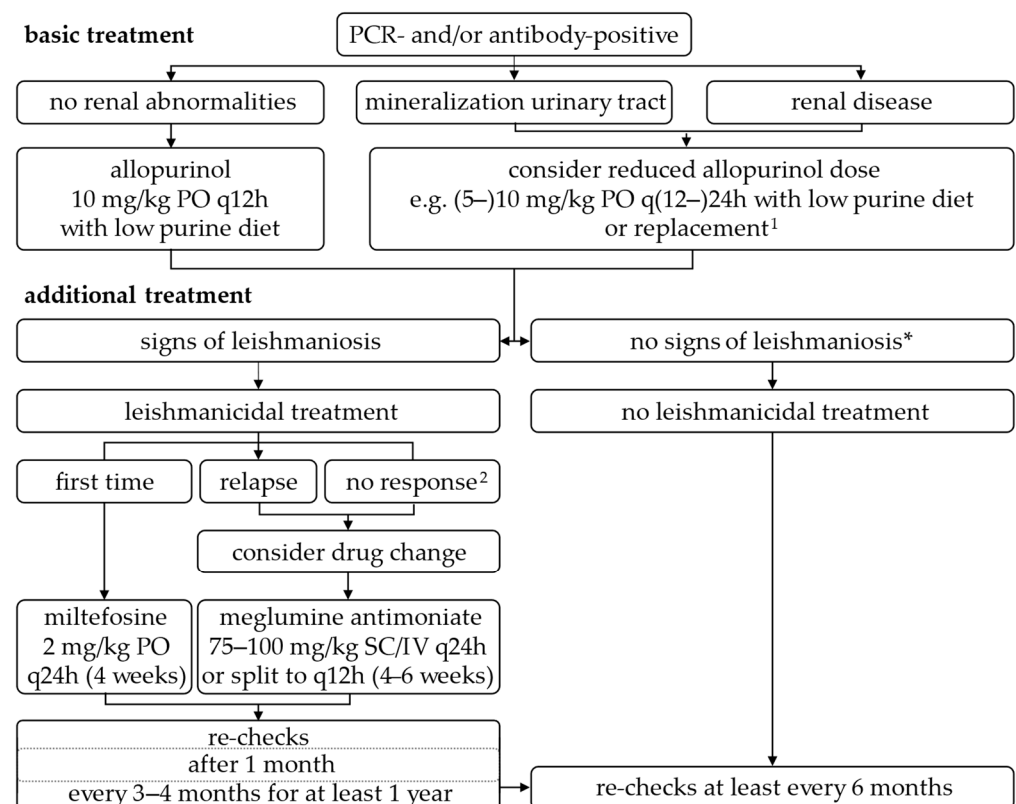 basic treatment
PCR- and/or antibody-positive
no renal abnormalities
mineralization urinary tract
renal disease
allopurinol
10 mg/kg PO q12h
with low purine diet
consider reduced allopurinol dose
e.g. (5–)10 mg/kg PO q(12–)24h with low purine diet
or replacement¹
additional treatment
signs of leishmaniosis
no signs of leishmaniosis*
leishmanicidal treatment
no leishmanicidal treatment
first time
relapse
no response²
consider drug change
miltefosine
2 mg/kg PO
q24h (4 weeks)
meglumine antimoniate
75–100 mg/kg SC/IV q24h
or split to q12h (4–6 weeks)
re-checks
after 1 month
every 3–4 months for at least 1 year
re-checks at least every 6 months